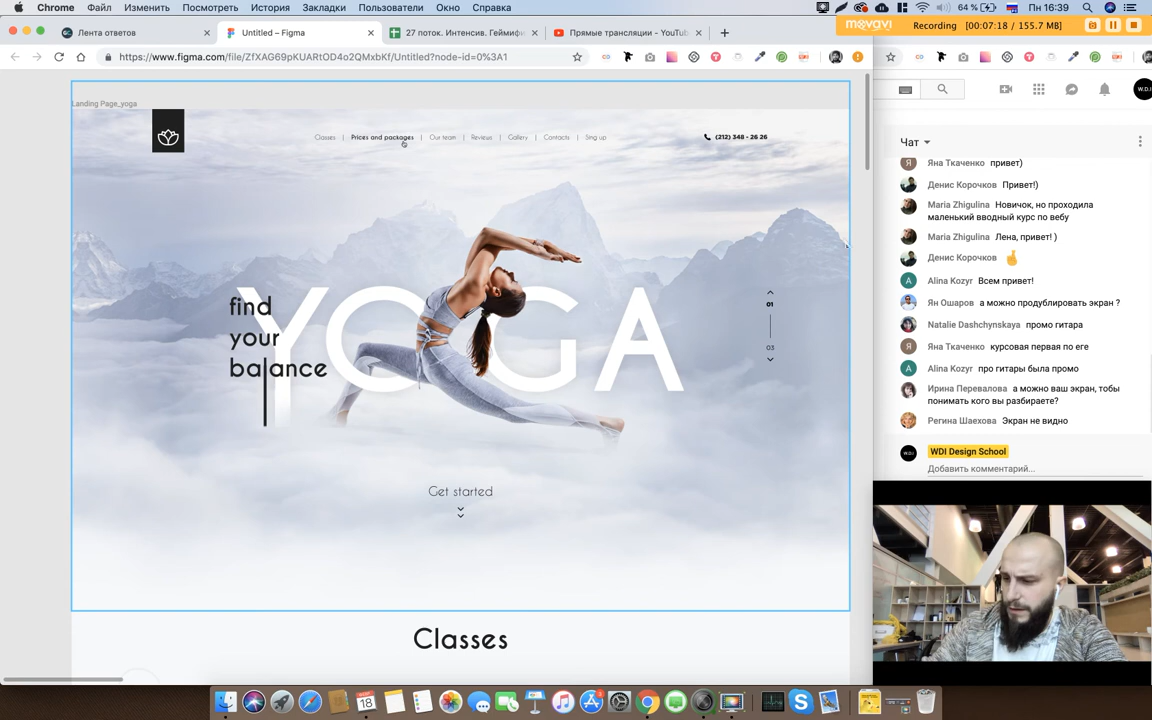 Chrome Файл Изменить Посмотреть История Закладки Пользователи Окно Справка
64 % Пн 16:39
movavi Recording [00:07:18 / 155.7 MB]
Лента ответов
Untitled – Figma
27 поток. Интенсив. Геймифи
Прямые трансляции - YouTu
https://www.figma.com/file/ZfXAG69pKUARtOD4o2QMxbKf/Untitled?node-id=0%3A1
Landing Page_yoga
Classes | Prices and packages | Our team | Reviews | Gallery | Contacts | Sing up
(212) 348 - 26 26
find
your
balance
YOGA
01
03
Get started
Classes
W.D.I
Чат
Яна Ткаченко привет)
Денис Корочков Привет!)
Maria Zhigulina Новичок, но проходила
маленький вводный курс по вебу
Maria Zhigulina Лена, привет! )
Денис Корочков
Alina Kozyr Всем привет!
Ян Ошаров а можно продублировать экран ?
Natalie Dashchynskaya промо гитара
Яна Ткаченко курсовая первая по еге
Alina Kozyr про гитары была промо
Ирина Перевалова а можно ваш экран, тобы
понимать кого вы разбираете?
Регина Шаехова Экран не видно
WDI Design School
Добавить комментарий...
18